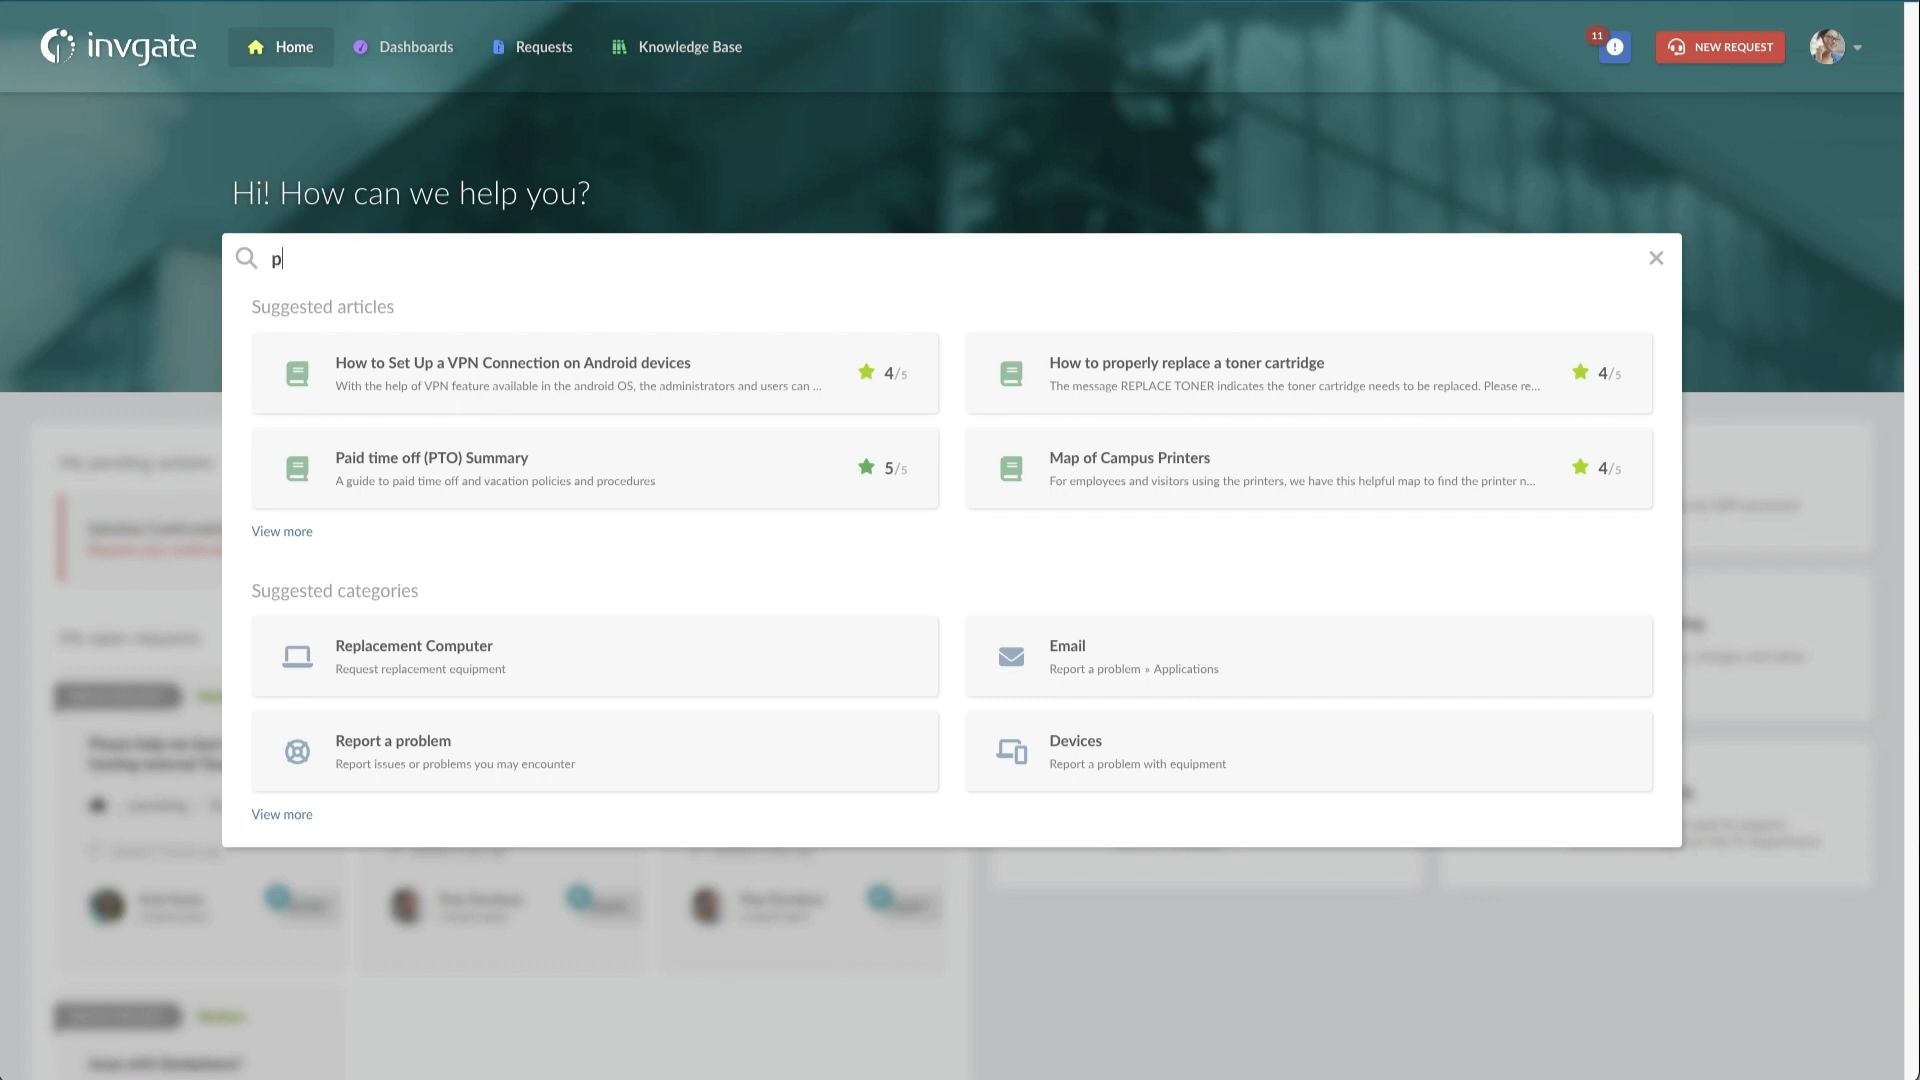 invgate
Home
Dashboards
Requests
Knowledge Base
11
NEW REQUEST
Hi! How can we help you?
p
Suggested articles
How to Set Up a VPN Connection on Android devices
With the help of VPN feature available in the android OS, the administrators and users can ...
4/5
How to properly replace a toner cartridge
The message REPLACE TONER indicates the toner cartridge needs to be replaced. Please re...
4/5
Paid time off (PTO) Summary
A guide to paid time off and vacation policies and procedures
5/5
Map of Campus Printers
For employees and visitors using the printers, we have this helpful map to find the printer n...
4/5
View more
Suggested categories
Replacement Computer
Request replacement equipment
Email
Report a problem » Applications
Report a problem
Report issues or problems you may encounter
Devices
Report a problem with equipment
View more
My pending actions
My open requests